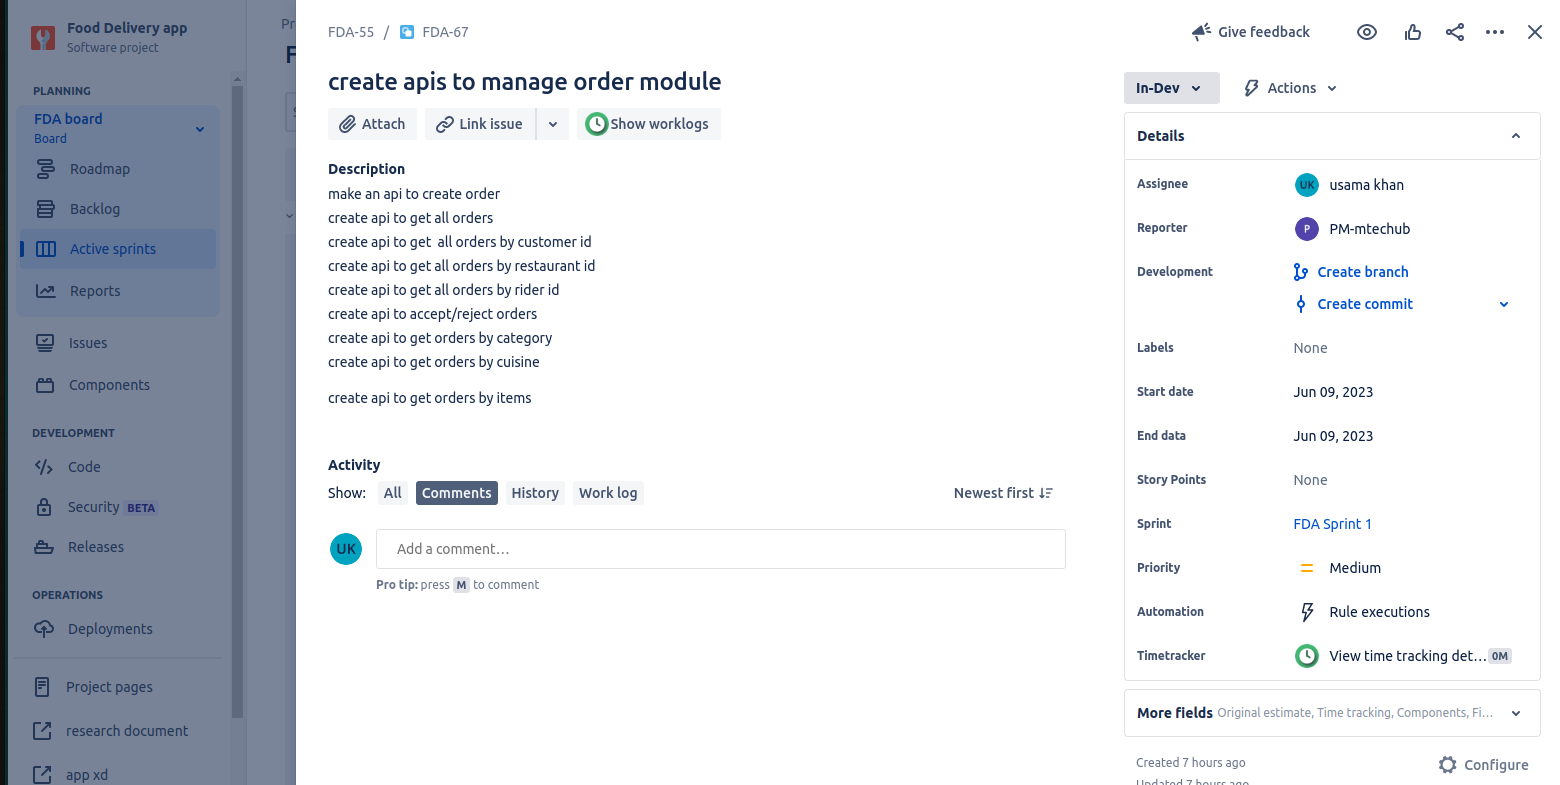 Food Delivery app
Software project
PLANNING
FDA board
Board
Roadmap
Backlog
Active sprints
Reports
Issues
Components
DEVELOPMENT
Code
Security BETA
Releases
OPERATIONS
Deployments
Project pages
research document
app xd
Pr
F
FDA-55 / FDA-67
Give feedback
create apis to manage order module
Attach
Link issue
Show worklogs
Description
make an api to create order
create api to get all orders
create api to get  all orders by customer id
create api to get all orders by restaurant id
create api to get all orders by rider id
create api to accept/reject orders
create api to get orders by category
create api to get orders by cuisine
create api to get orders by items
Activity
Show: All Comments History Work log Newest first
UK Add a comment…
Pro tip: press M to comment
In-Dev Actions
Details
Assignee UK usama khan
Reporter P PM-mtechub
Development Create branch
Create commit
Labels None
Start date Jun 09, 2023
End data Jun 09, 2023
Story Points None
Sprint FDA Sprint 1
Priority Medium
Automation Rule executions
Timetracker View time tracking det… 0M
More fields Original estimate, Time tracking, Components, Fi…
Created 7 hours ago
Configure
Updated 7 hours ago